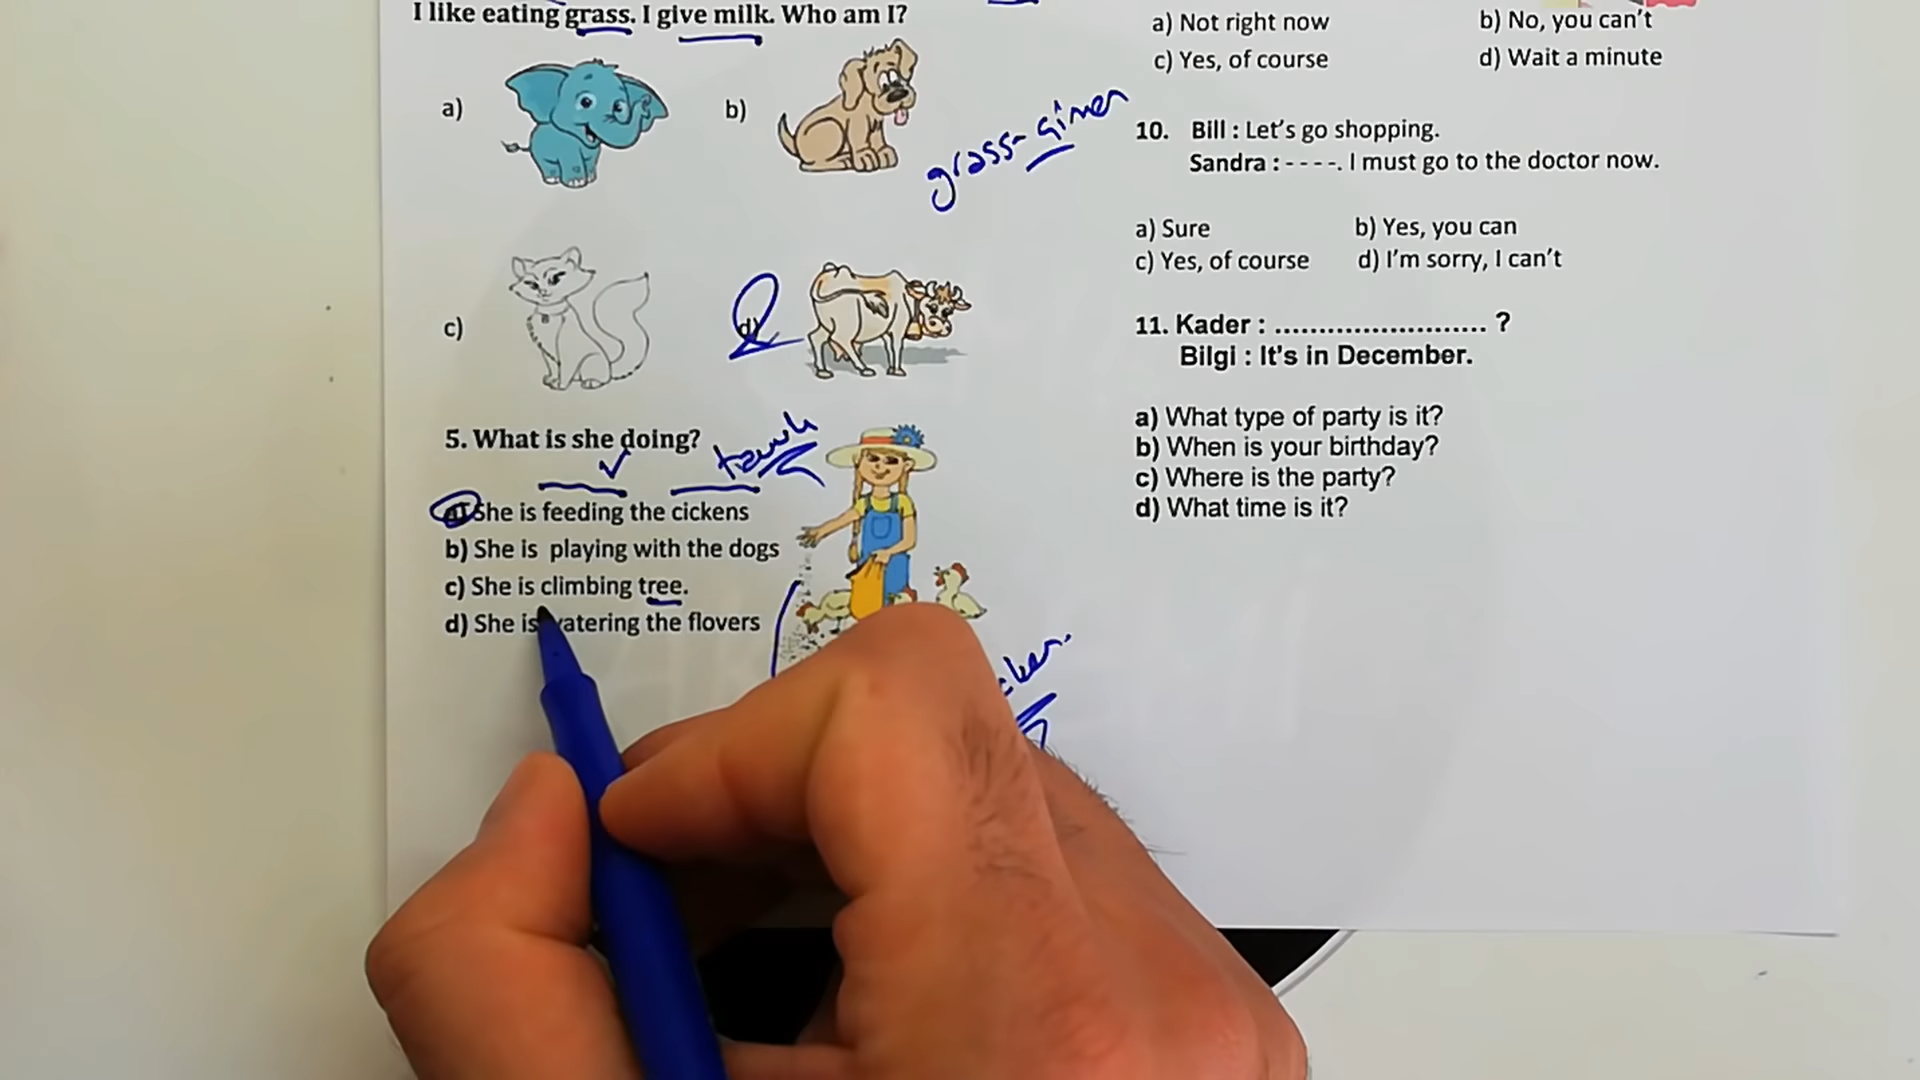 I like eating grass. I give milk. Who am I?
a)
b)
grass-
c)
d)
5. What is she doing?
tavuk
a) She is feeding the cickens
b) She is playing with the dogs
c) She is climbing tree.
d) She is watering the flovers
a) Not right now
b) No, you can't
c) Yes, of course
d) Wait a minute
10. Bill : Let's go shopping.
Sandra : - - - -. I must go to the doctor now.
a) Sure
b) Yes, you can
c) Yes, of course
d) I'm sorry, I can't
11. Kader : ........................ ?
Bilgi : It's in December.
a) What type of party is it?
b) When is your birthday?
c) Where is the party?
d) What time is it?